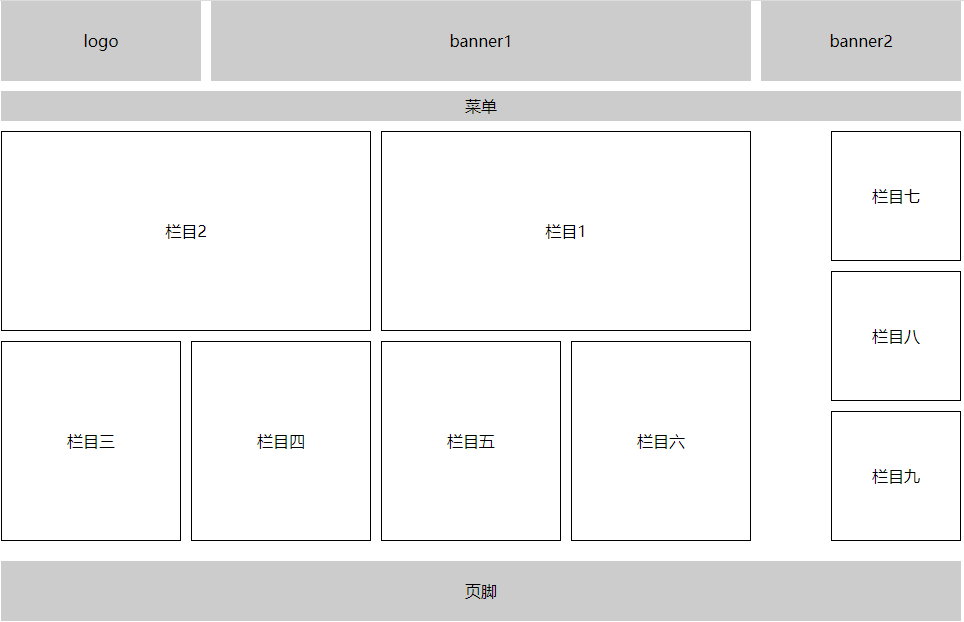 logo
banner1
banner2
菜单
栏目2
栏目1
栏目三
栏目四
栏目五
栏目六
栏目七
栏目八
栏目九
页脚